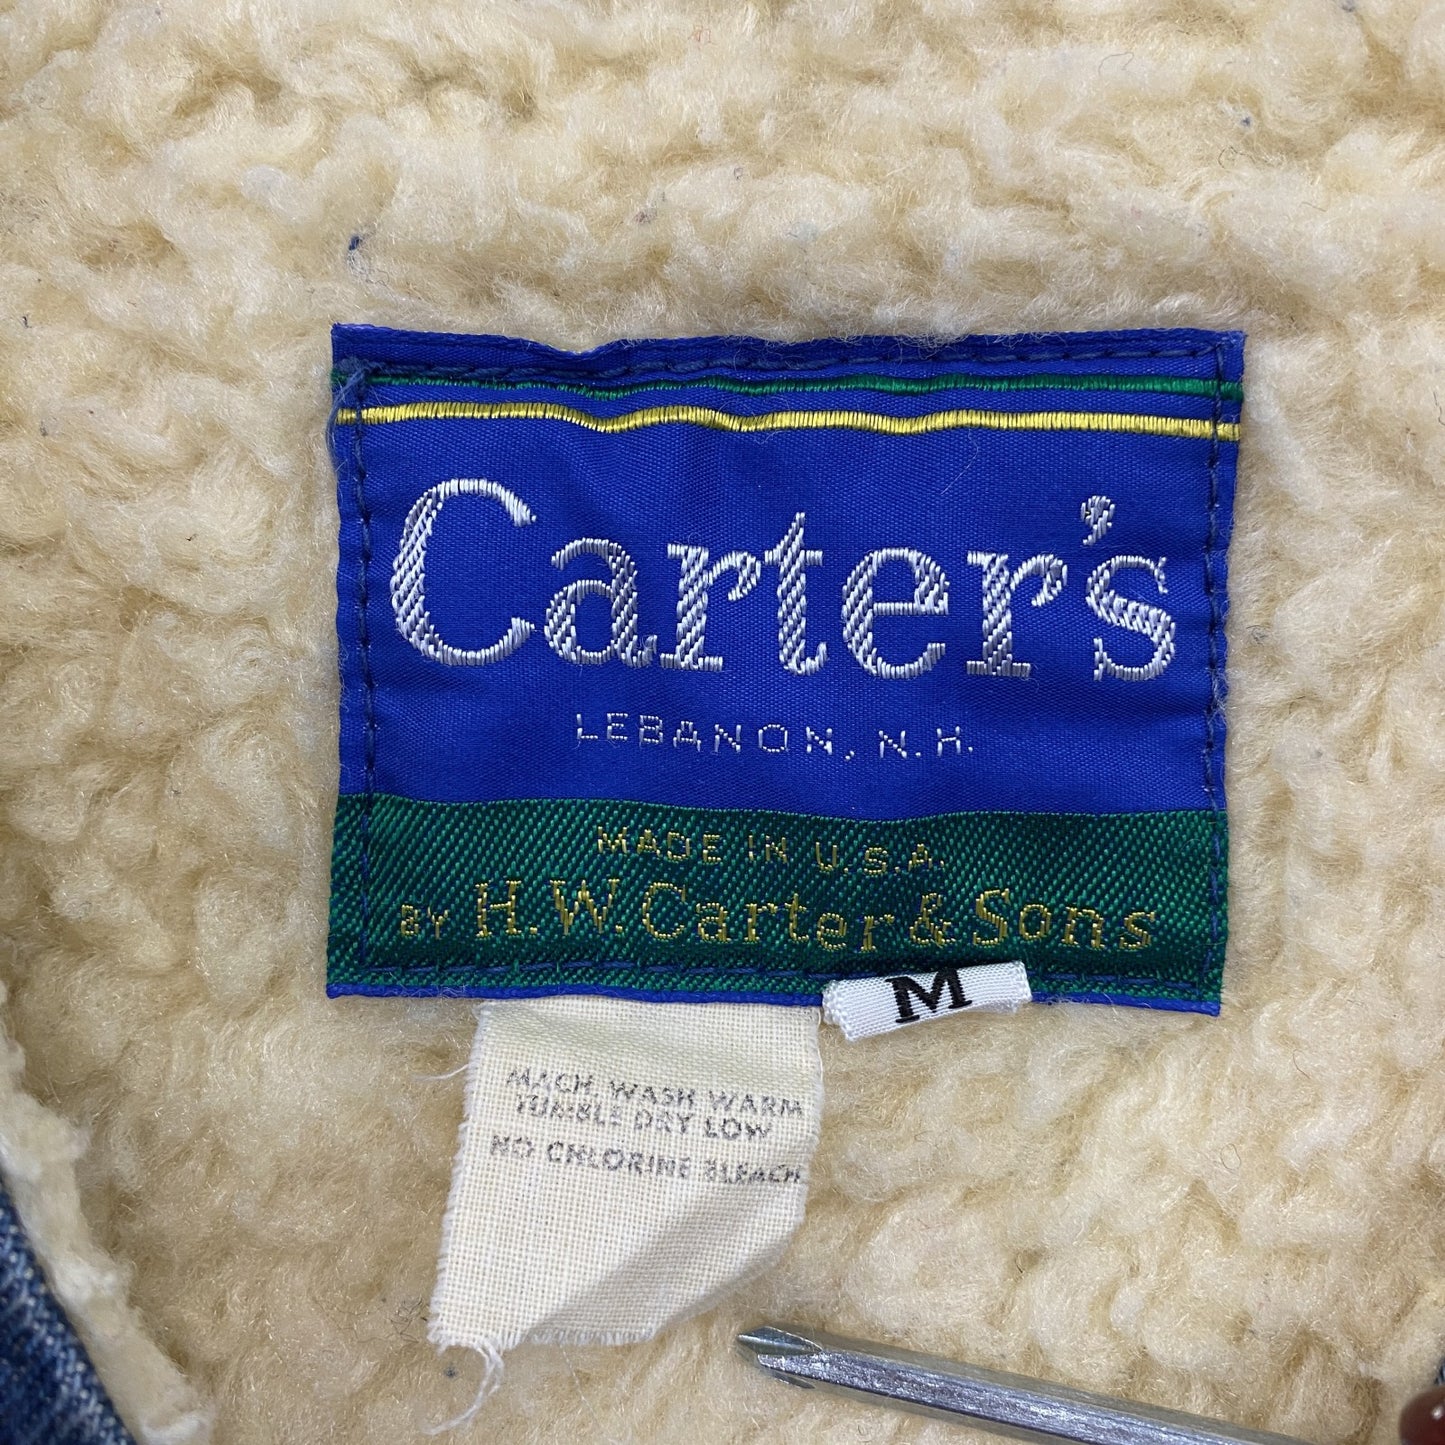 Carter's
LEBANON, N.H.
MADE IN U.S.A.
BY H.W. Carter & Sons
M
MACH. WASH WARM
TUMBLE DRY LOW
NO CHLORINE BLEACH